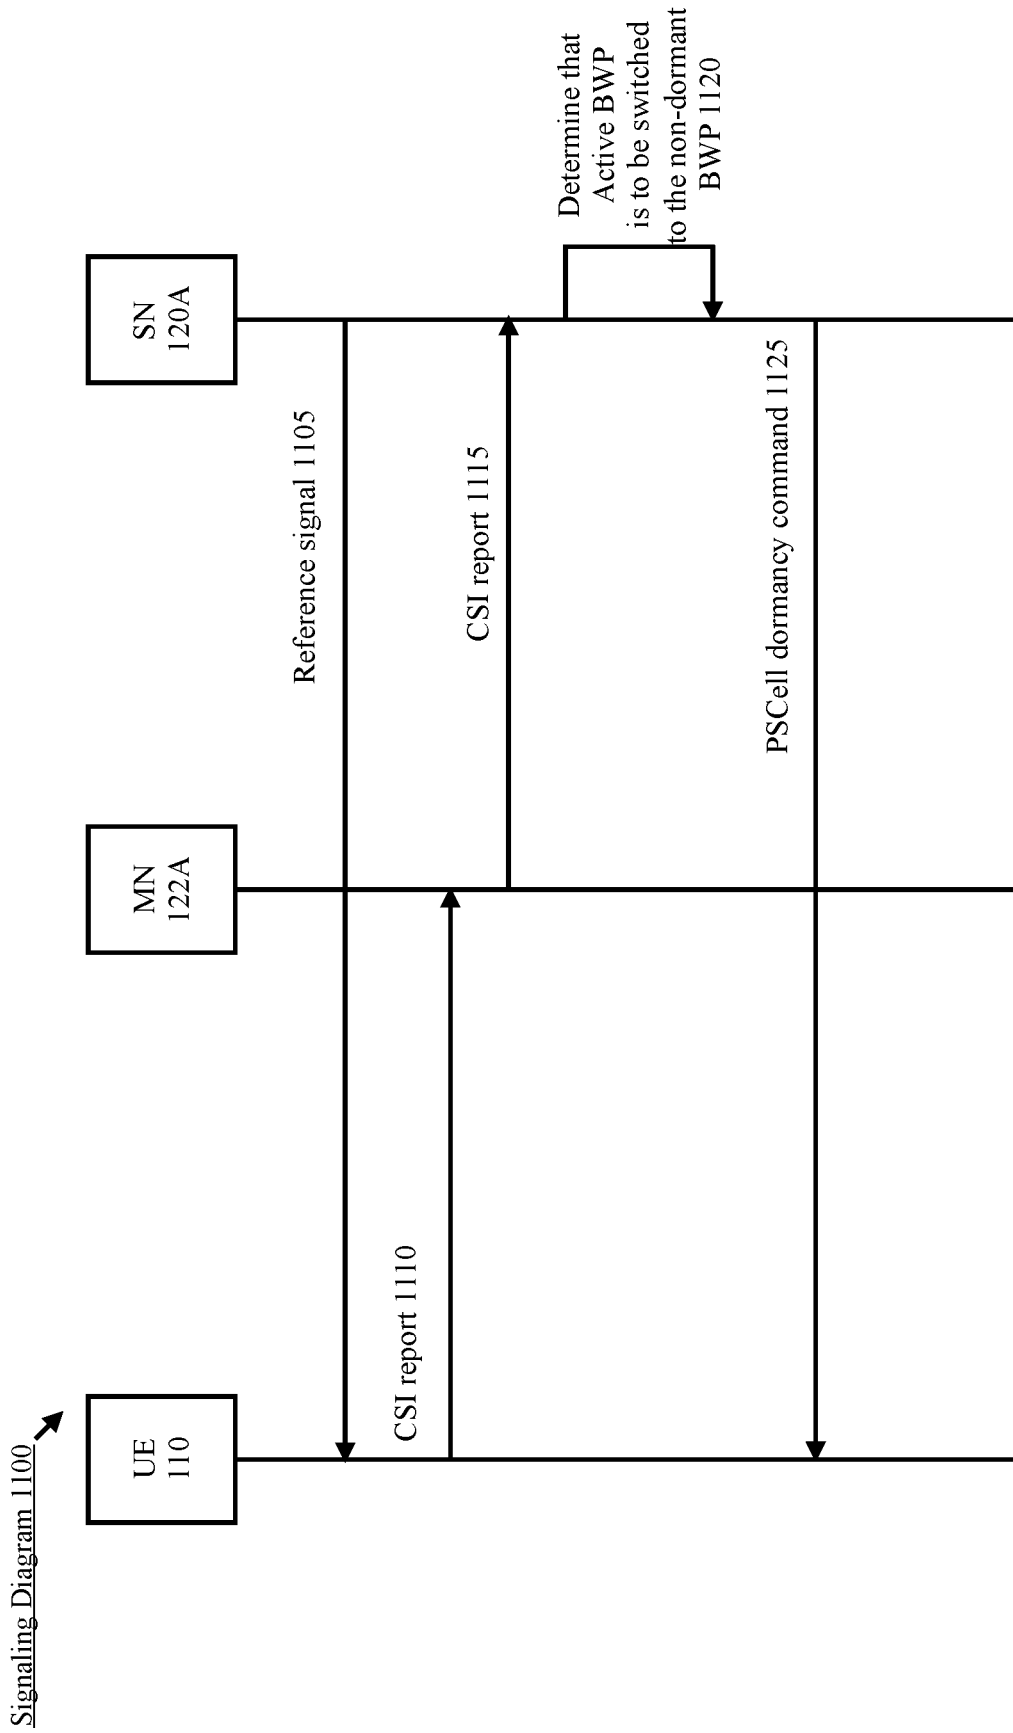 Signaling Diagram 1100
UE
110
MN
122A
SN
120A
Reference signal 1105
CSI report 1110
CSI report 1115
Determine that
Active BWP
is to be switched
to the non-dormant
BWP 1120
PSCell dormancy command 1125